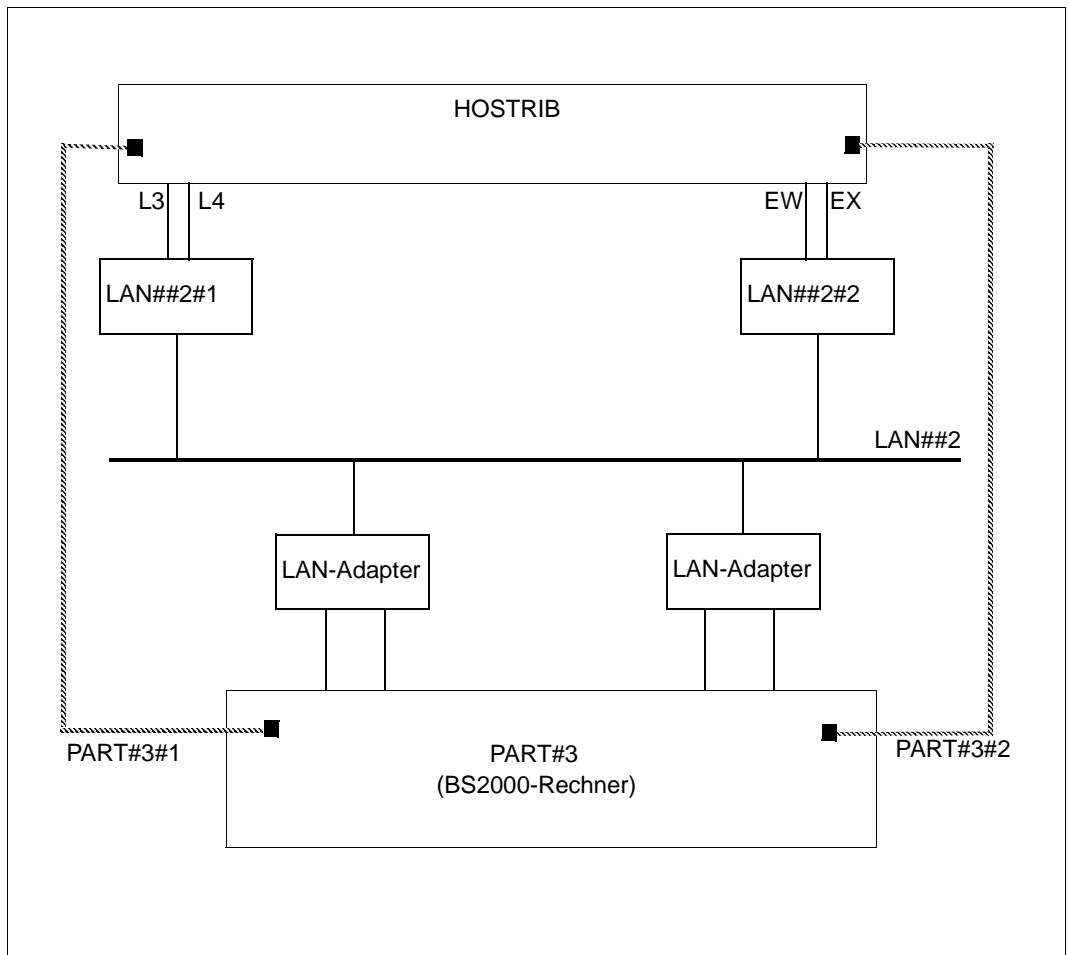 HOSTRIB
L3 L4 EW EX
LAN##2#1 LAN##2#2
LAN##2
LAN-Adapter LAN-Adapter
PART#3#1 PART#3 PART#3#2
(BS2000-Rechner)